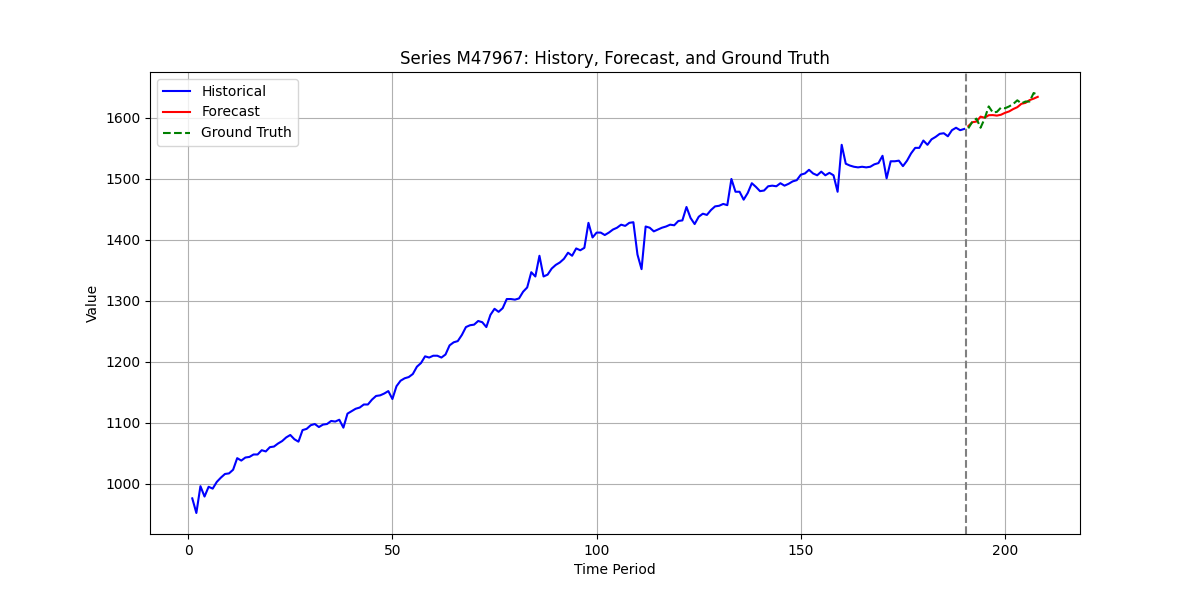 Series M47967: History, Forecast, and Ground Truth
Historical
Forecast
Ground Truth
1600
1500
1400
1300
1200
1100
1000
Value
0 50 100 150 200
Time Period